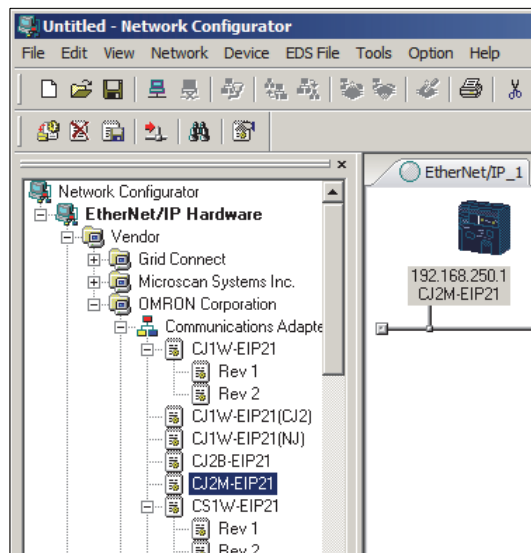 Untitled - Network Configurator
File Edit View Network Device EDS File Tools Option Help
EtherNet/IP_1
Network Configurator
EtherNet/IP Hardware
Vendor
Grid Connect
Microscan Systems Inc.
OMRON Corporation
Communications Adapte
CJ1W-EIP21
Rev 1
Rev 2
CJ1W-EIP21(CJ2)
CJ1W-EIP21(NJ)
CJ2B-EIP21
CJ2M-EIP21
CS1W-EIP21
Rev 1
Rev 2
192.168.250.1
CJ2M-EIP21